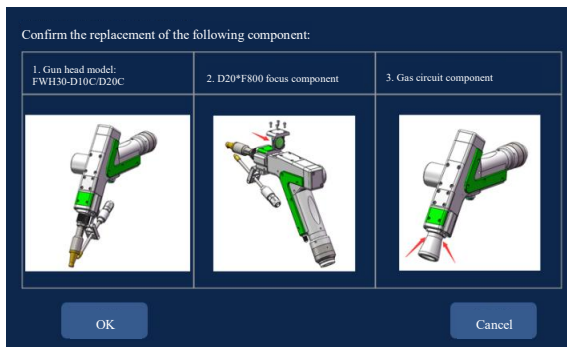 Confirm the replacement of the following component:
1. Gun head model:
FWH30-D10C/D20C
2. D20*F800 focus component
3. Gas circuit component
OK
Cancel